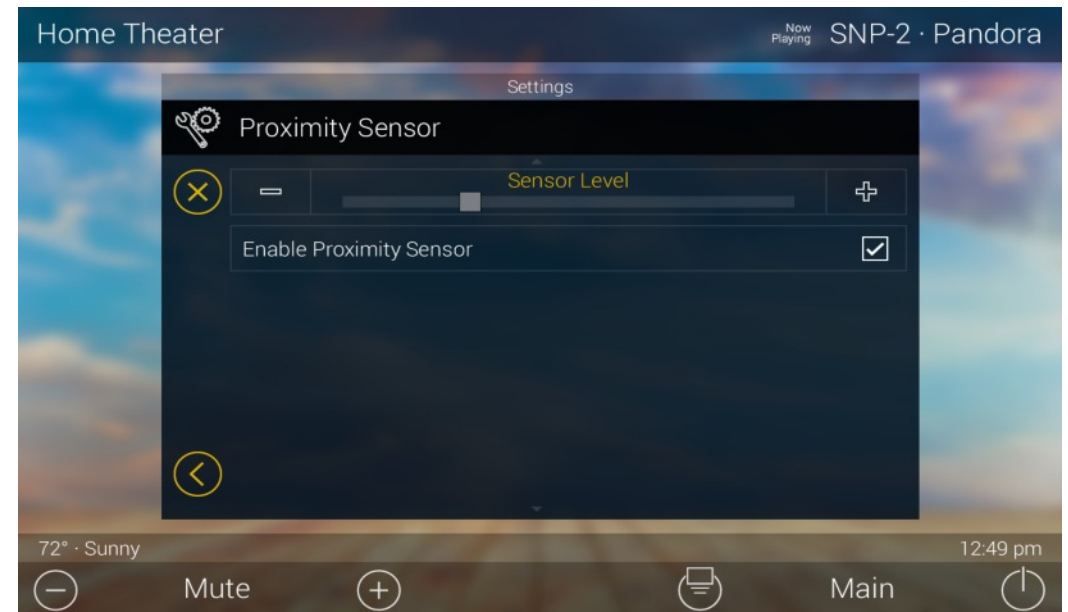 Home Theater
Now Playing SNP-2 · Pandora
Settings
Proximity Sensor
Sensor Level
Enable Proximity Sensor
72° · Sunny
12:49 pm
Mute
Main